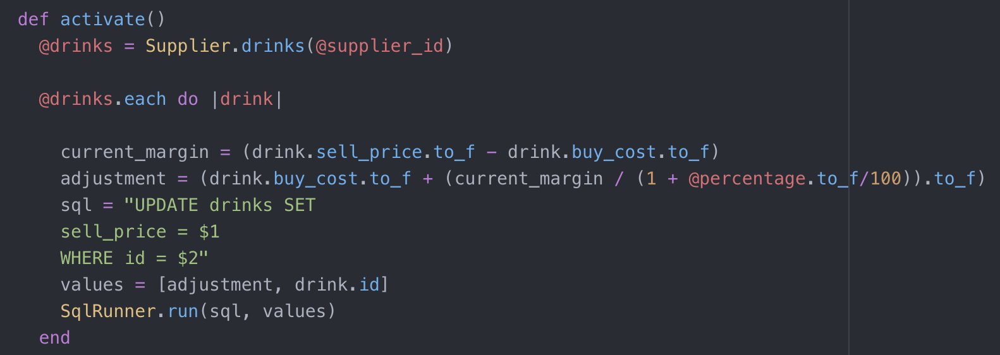 def activate()
@drinks = Supplier.drinks(@supplier_id)
@drinks.each do |drink|
current_margin = (drink.sell_price.to_f - drink.buy_cost.to_f)
adjustment = (drink.buy_cost.to_f + (current_margin / (1 + @percentage.to_f/100)).to_f)
sql = "UPDATE drinks SET
sell_price = $1
WHERE id = $2"
values = [adjustment, drink.id]
SqlRunner.run(sql, values)
end